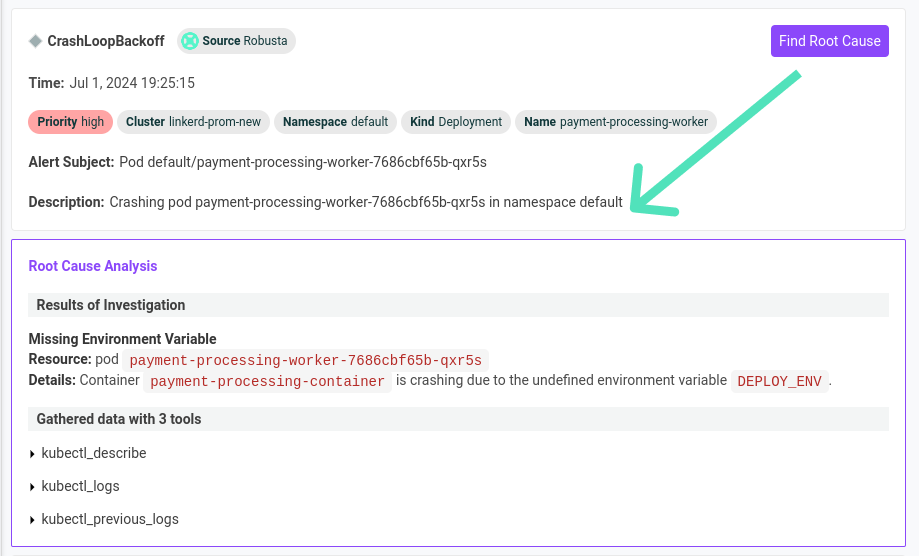 CrashLoopBackoff Source Robusta Find Root Cause
Time: Jul 1, 2024 19:25:15
Priority high Cluster linkerd-prom-new Namespace default Kind Deployment Name payment-processing-worker
Alert Subject: Pod default/payment-processing-worker-7686cbf65b-qxr5s
Description: Crashing pod payment-processing-worker-7686cbf65b-qxr5s in namespace default
Root Cause Analysis
Results of Investigation
Missing Environment Variable
Resource: pod payment-processing-worker-7686cbf65b-qxr5s
Details: Container payment-processing-container is crashing due to the undefined environment variable DEPLOY_ENV.
Gathered data with 3 tools
kubectl_describe
kubectl_logs
kubectl_previous_logs